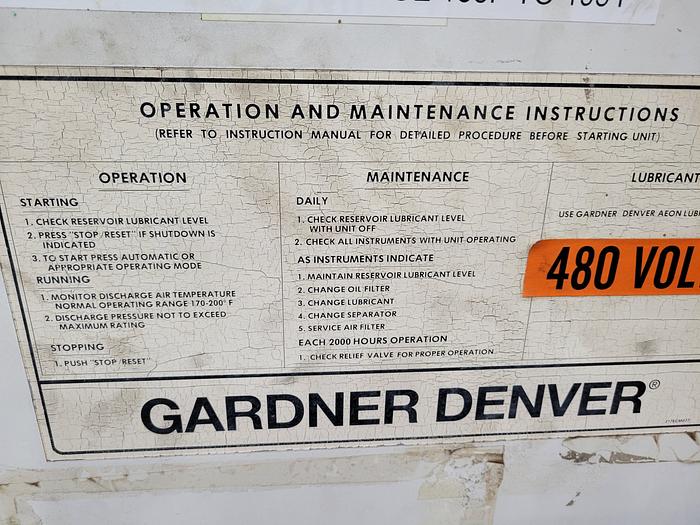 OPERATION AND MAINTENANCE INSTRUCTIONS
(REFER TO INSTRUCTION MANUAL FOR DETAILED PROCEDURE BEFORE STARTING UNIT)
OPERATION
STARTING
1. CHECK RESERVOIR LUBRICANT LEVEL
2. PRESS "STOP/RESET" IF SHUTDOWN IS
INDICATED
3. TO START PRESS AUTOMATIC OR
APPROPRIATE OPERATING MODE
RUNNING
1. MONITOR DISCHARGE AIR TEMPERATURE
NORMAL OPERATING RANGE 170-200° F
2. DISCHARGE PRESSURE NOT TO EXCEED
MAXIMUM RATING
STOPPING
1. PUSH "STOP/RESET"
MAINTENANCE
DAILY
1. CHECK RESERVOIR LUBRICANT LEVEL
WITH UNIT OFF
2. CHECK ALL INSTRUMENTS WITH UNIT OPERATING
AS INSTRUMENTS INDICATE
1. MAINTAIN RESERVOIR LUBRICANT LEVEL
2. CHANGE OIL FILTER
3. CHANGE LUBRICANT
4. CHANGE SEPARATOR
5. SERVICE AIR FILTER
EACH 2000 HOURS OPERATION
1. CHECK RELIEF VALVE FOR PROPER OPERATION
LUBRICANT
USE GARDNER DENVER AEON LUB
480 VOL
GARDNER DENVER®